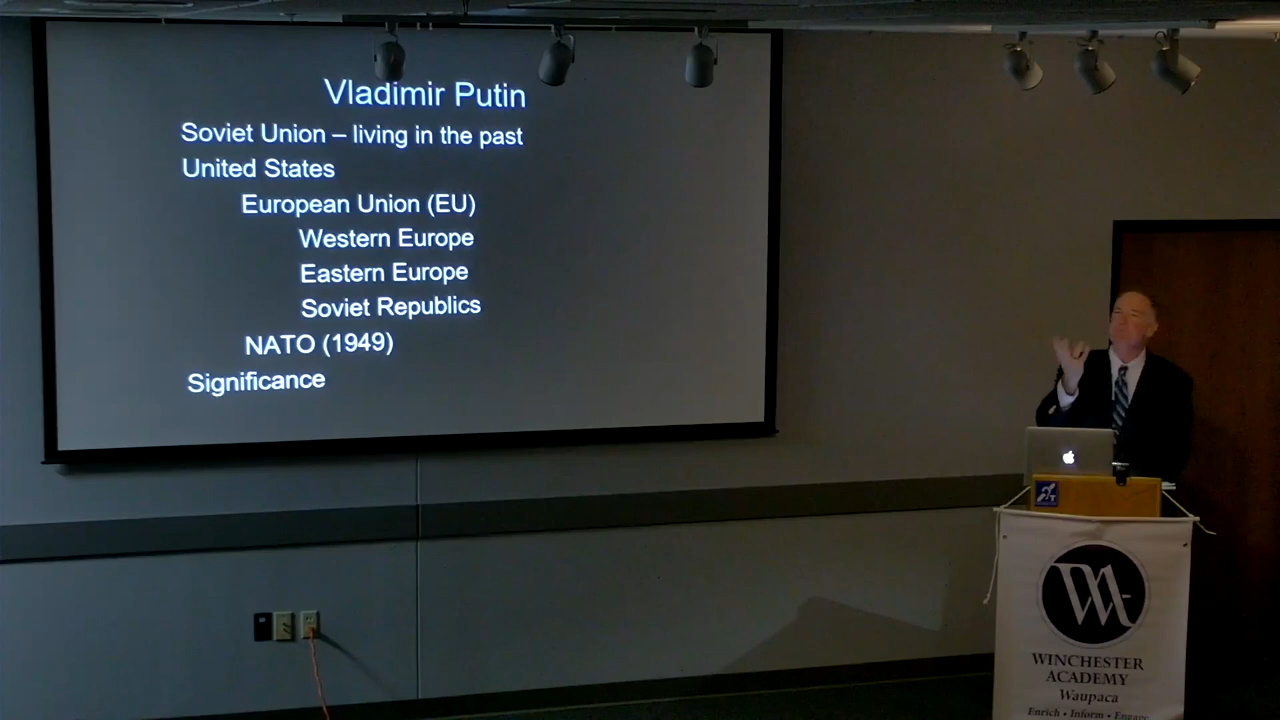 Vladimir Putin
Soviet Union – living in the past
United States
European Union (EU)
Western Europe
Eastern Europe
Soviet Republics
NATO (1949)
Significance
T
WA
WINCHESTER
ACADEMY
Waupaca
Enrich • Inform • Engage